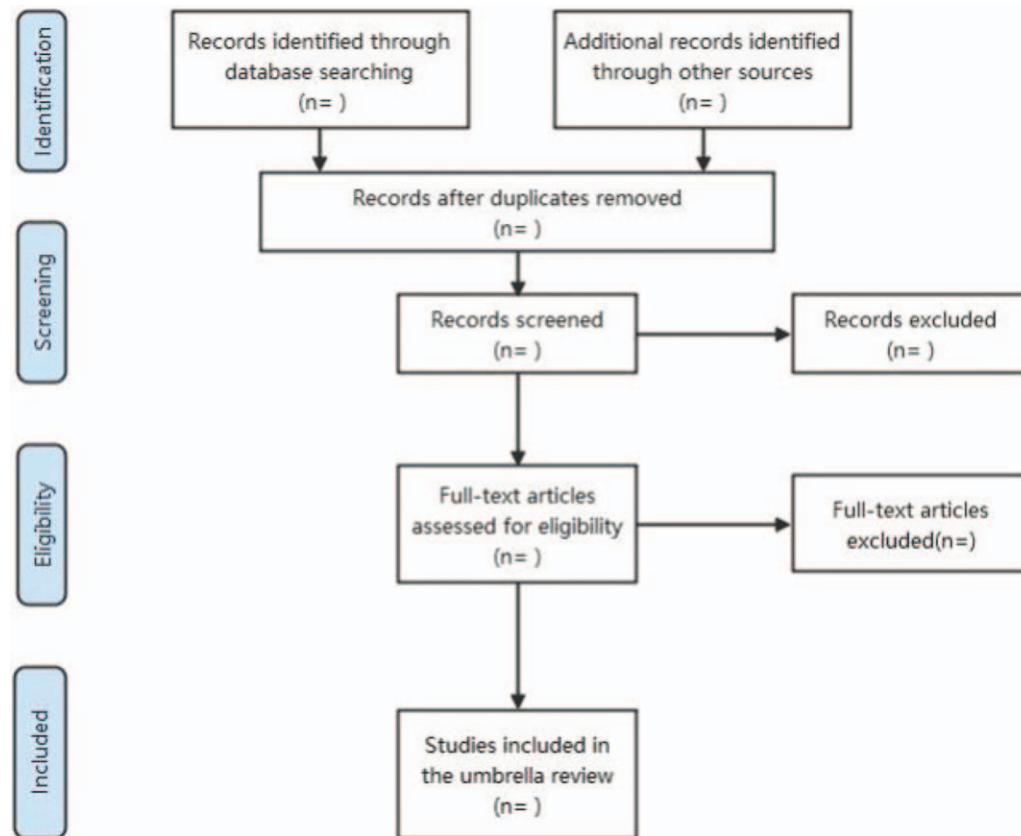 Identification
Records identified through
database searching
(n= )
Additional records identified
through other sources
(n= )
Records after duplicates removed
(n= )
Screening
Records screened
(n= )
Records excluded
(n= )
Eligibility
Full-text articles
assessed for eligibility
(n= )
Full-text articles
excluded(n=)
Included
Studies included in
the umbrella review
(n= )